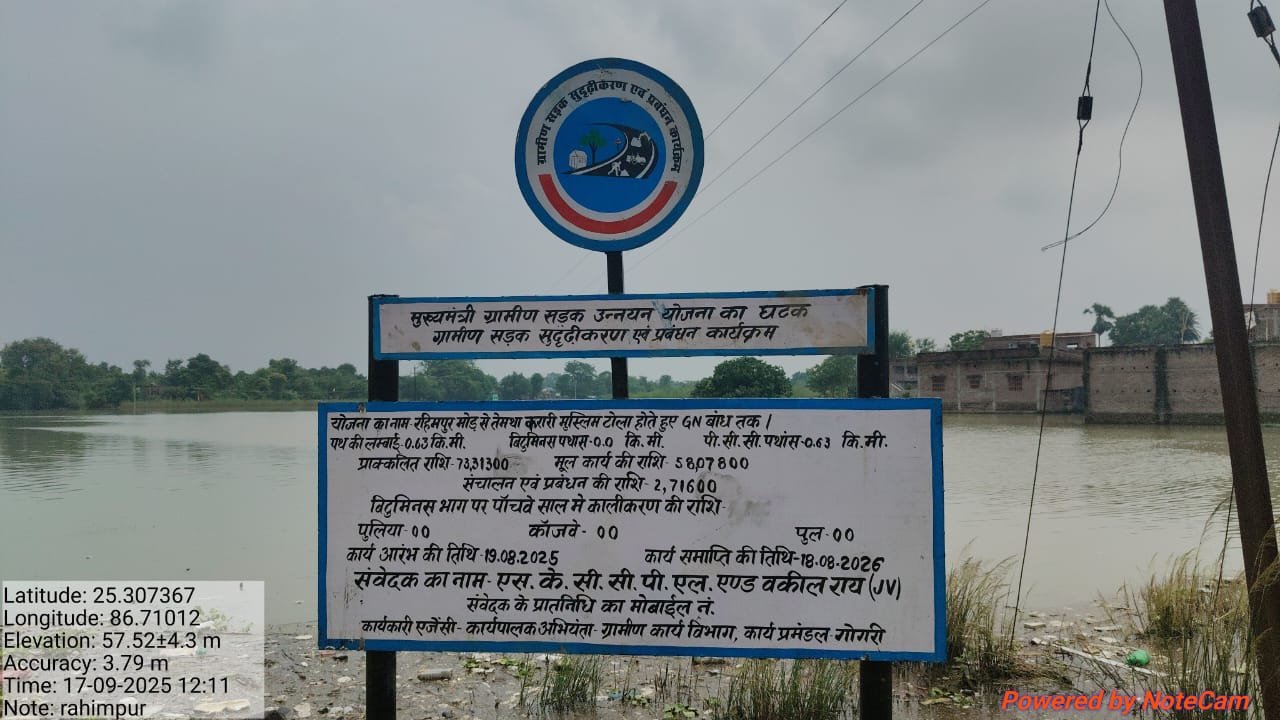 ग्रामीण सड़क सुदृढ़ीकरण एवं प्रबंधन कार्यक्रम
मुख्यमंत्री ग्रामीण सड़क उन्नयन योजना का घटक
ग्रामीण सड़क सुदृढीकरण एवं प्रबंधन कार्यक्रम
योजना का नाम रहिमपुर मोड़ से तेमथा करारी मुस्लिम टोला होते हुए GN बांध तक।
पथ की लम्बाई-0.63 कि.मी. विटुमिनस पथांस-0.0 कि.मी. पी.सी.सी.पथांस-0.63 कि.मी.
प्राक्कलित राशि-73,31300 मूल कार्य की राशि-58,07800
संचालन एवं प्रबंधन की राशि-2,71600
विटुमिनस भाग पर पाँचवे साल मे कालीकरण की राशि-
पुलिया-00 कॉजवे-00 पुल-00
कार्य आरंभ की तिथि-19.08.2025 कार्य समाप्ति की तिथि-18.08.2026
संवेदक का नाम-एस.के.सी.सी.पी.एल.एण्ड वकील राय (JV)
संवेदक के प्रातनिधि का मोबाईल नं.
कार्यकारी एजेंसी-कार्यपालक अभियंता-ग्रामीण कार्य विभाग, कार्य प्रमंडल-गोगरी
Latitude: 25.307367
Longitude: 86.71012
Elevation: 57.52±4.3 m
Accuracy: 3.79 m
Time: 17-09-2025 12:11
Note: rahimpur
Powered by NoteCam